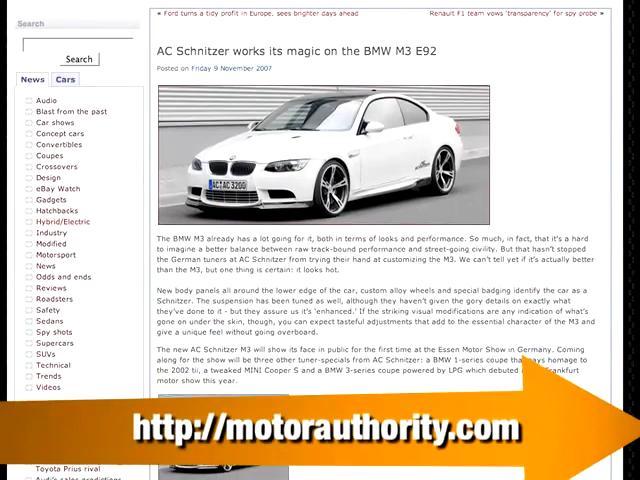 Search
Search
News
Cars
Audio
Blast from the past
Car shows
Concept cars
Convertibles
Coupes
Crossovers
Design
eBay Watch
Gadgets
Hatchbacks
Hybrid/Electric
Industry
Modified
Motorsport
News
Odds and ends
Reviews
Roadsters
Safety
Sedans
Spy shots
Supercars
SUVs
Technical
Trends
Videos
Toyota Prius rival
Audi's sales predictions
« Ford turns a tidy profit in Europe, sees brighter days ahead
Renault F1 team vows 'transparency' for spy probe »
AC Schnitzer works its magic on the BMW M3 E92
Posted on Friday 9 November 2007
AC AC 3200
The BMW M3 already has a lot going for it, both in terms of looks and performance. So much, in fact, that it's hard
to imagine a better balance between raw track-bound performance and street-going civility. But that hasn't stopped
the German tuners at AC Schnitzer from trying their hand at customizing the M3. We can't tell yet if it's actually better
than the M3, but one thing is certain: it looks hot.
New body panels all around the lower edge of the car, custom alloy wheels and special badging identify the car as a
Schnitzer. The suspension has been tuned as well, although they haven't given the gory details on exactly what
they've done to it - but they assure us it's 'enhanced.' If the striking visual modifications are any indication of what's
gone on under the skin, though, you can expect tasteful adjustments that add to the essential character of the M3 and
give a unique feel without going overboard.
The new AC Schnitzer M3 will show its face in public for the first time at the Essen Motor Show in Germany. Coming
along for the show will be three other tuner-specials from AC Schnitzer: a BMW 1-series coupe that pays homage to
the 2002 tii, a tweaked MINI Cooper S and a BMW 3-series coupe powered by LPG which debuted Frankfurt
motor show this year.
http://motorauthority.com